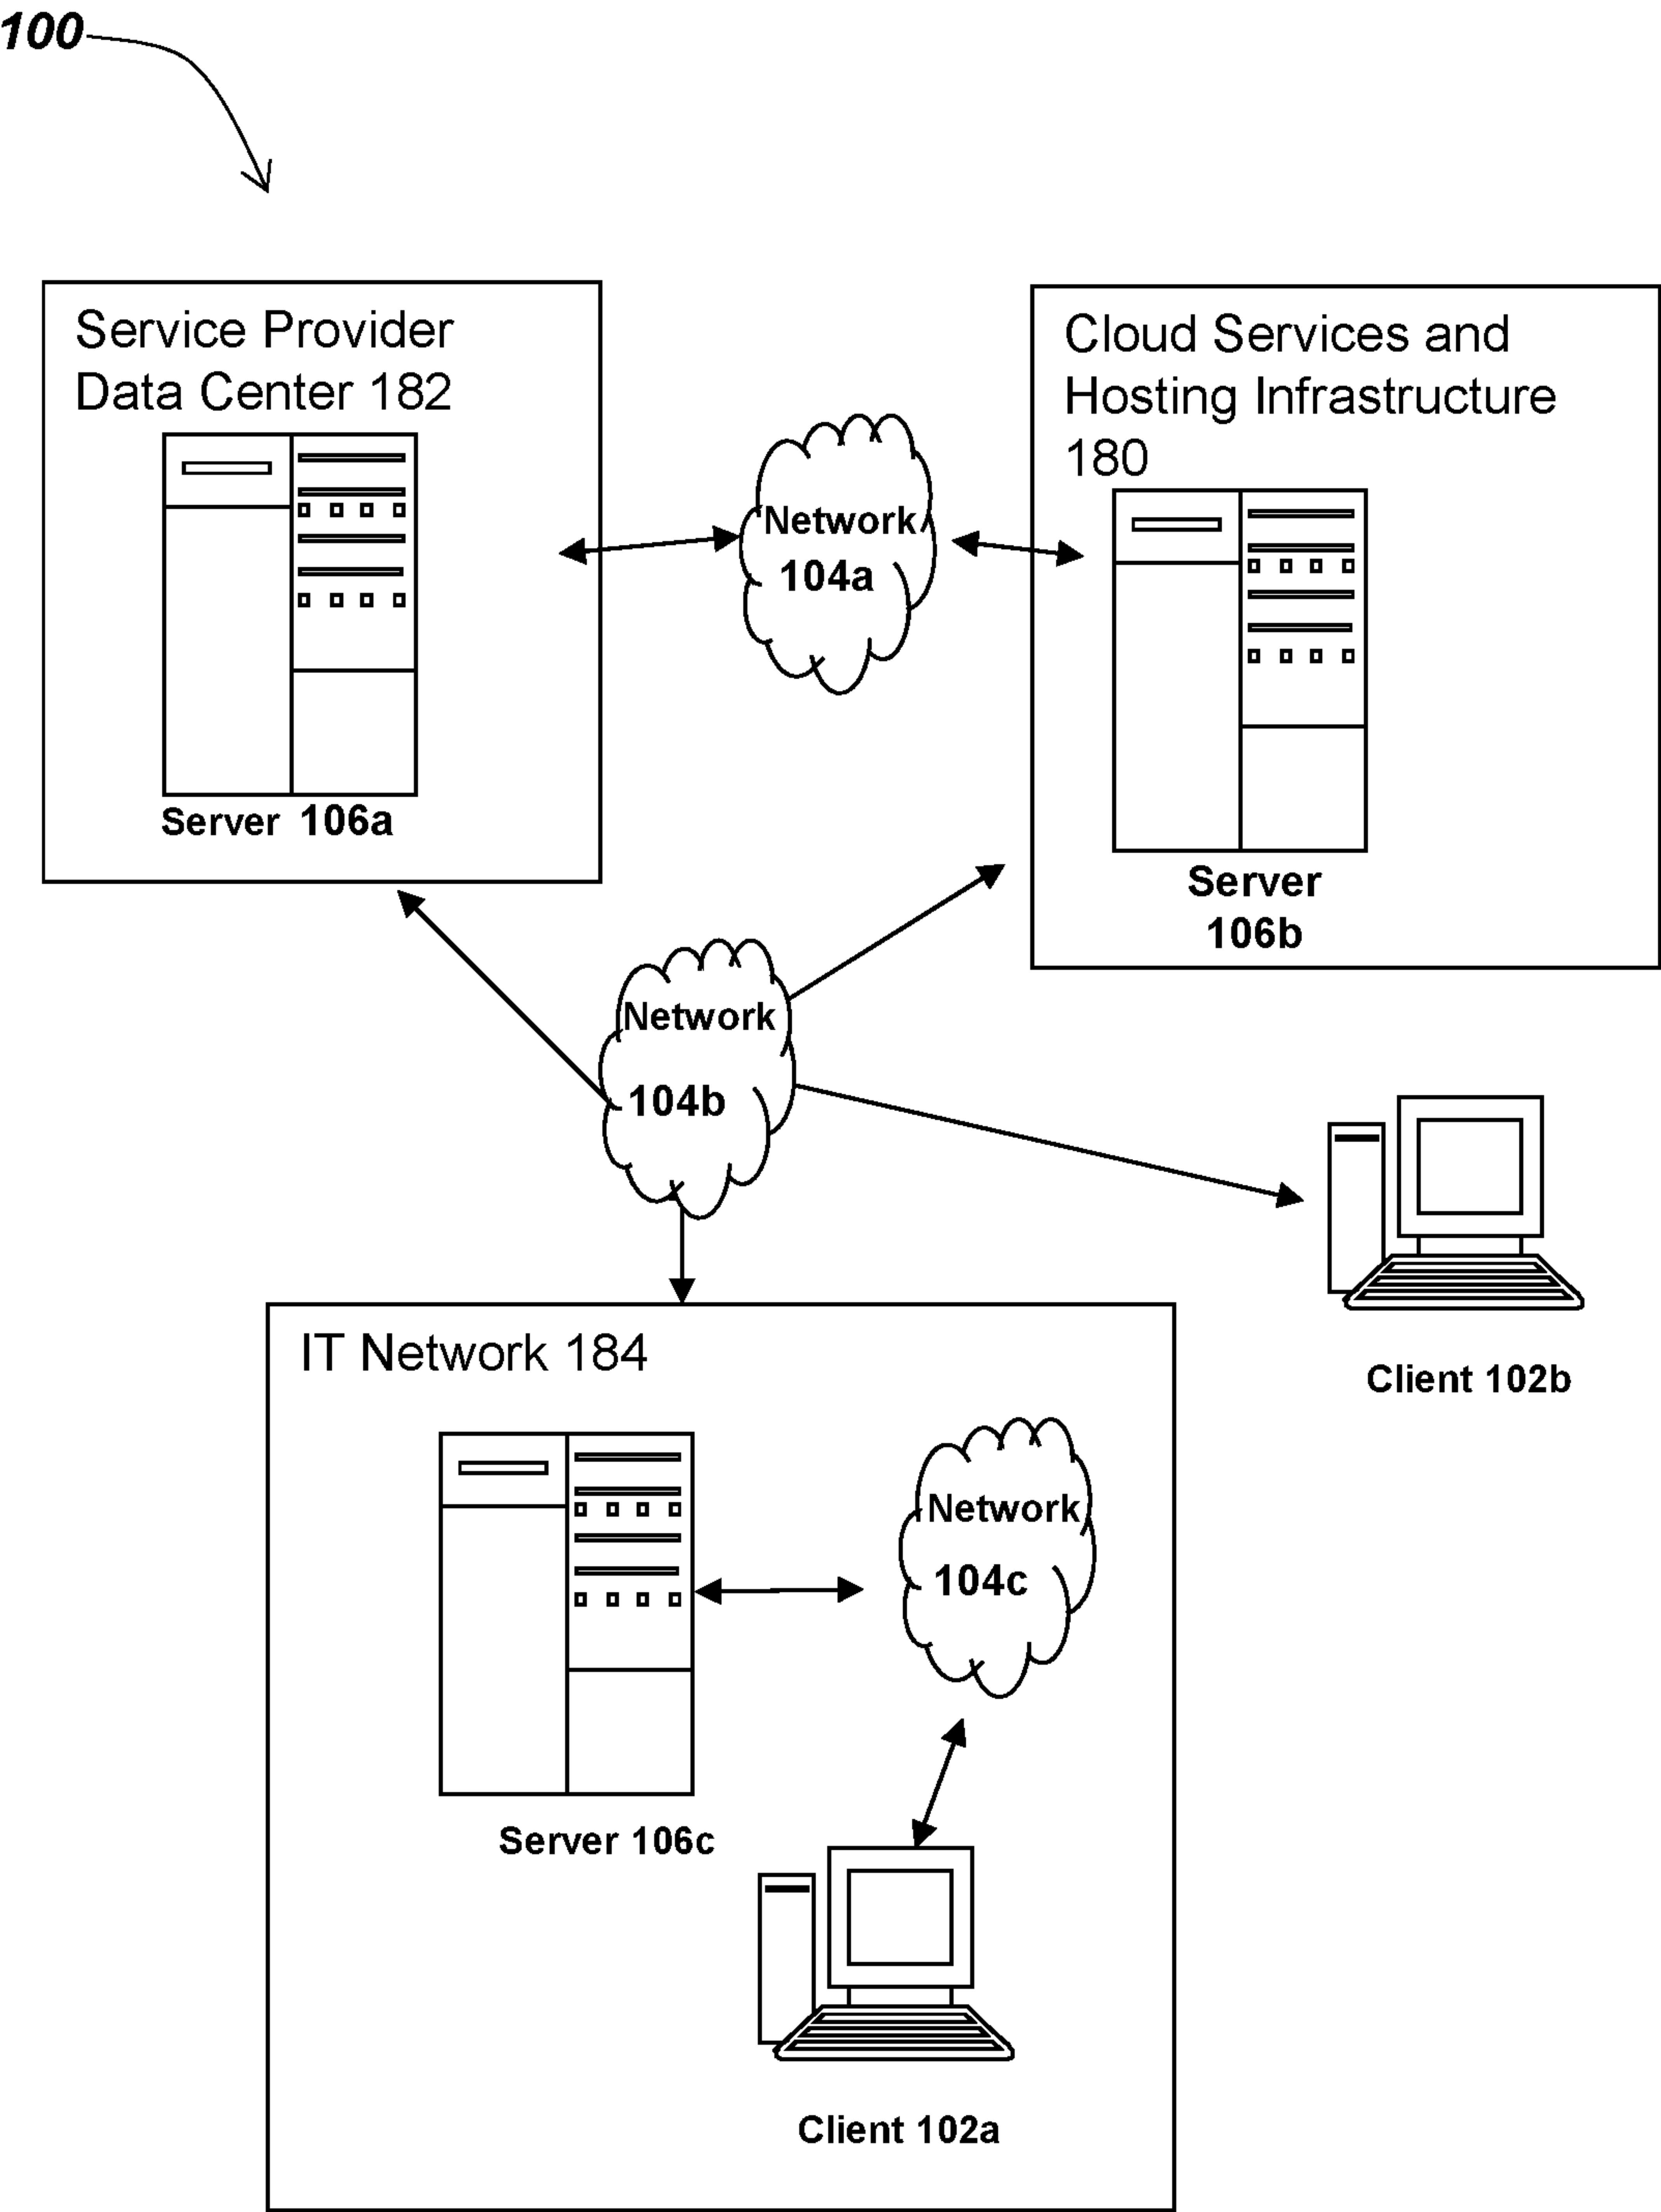 100
Service Provider
Data Center 182
Server 106a
Network
104a
Cloud Services and
Hosting Infrastructure
180
Server
106b
Network
104b
Client 102b
IT Network 184
Server 106c
Network
104c
Client 102a